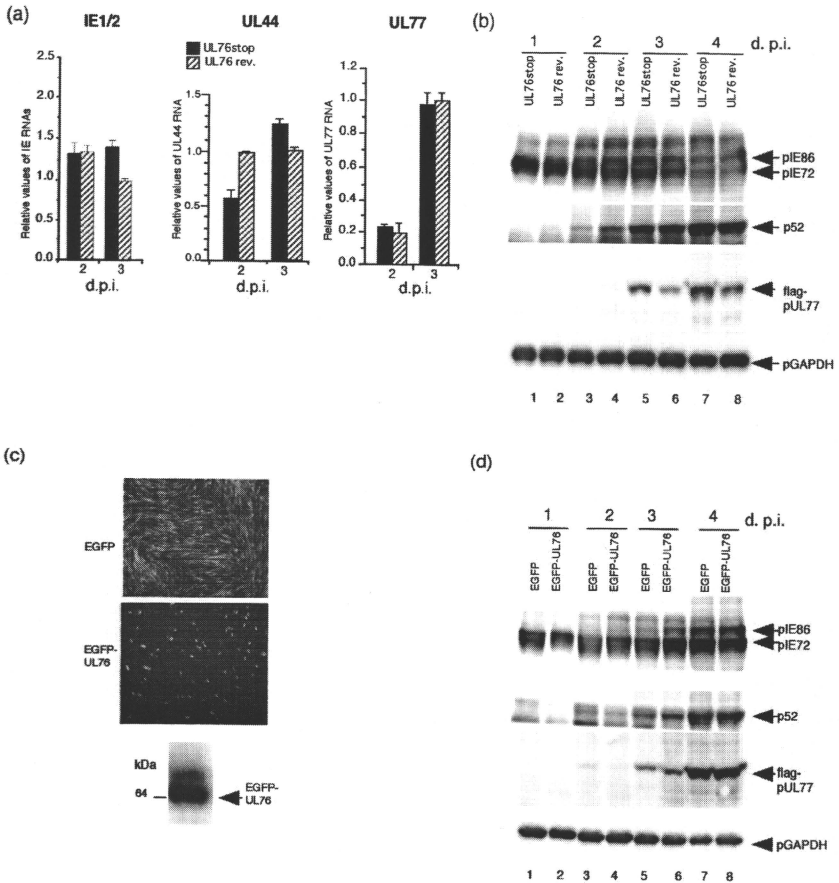 (a)
IE1/2
UL44
UL77
UL76stop
UL76 rev.
Relative values of IE RNAs
2.5
2.0
1.5
1.0
0.5
0.0
2 3
d.p.i.
Relative values of UL44 RNA
2.0
1.5
1.0
0.5
0.0
2 3
d.p.i.
Relative values of UL77 RNA
1.2
1.0
0.8
0.6
0.4
0.2
0.0
2 3
d.p.i.
(b)
1 2 3 4 d. p.i.
UL76stop
UL76 rev.
UL76stop
UL76 rev.
UL76stop
UL76 rev.
UL76stop
UL76 rev.
pIE86
pIE72
p52
flag-
pUL77
pGAPDH
1 2 3 4 5 6 7 8
(c)
EGFP
EGFP-
UL76
kDa
64
EGFP-
UL76
(d)
1 2 3 4 d. p.i.
EGFP
EGFP-UL76
EGFP
EGFP-UL76
EGFP
EGFP-UL76
EGFP
EGFP-UL76
pIE86
pIE72
p52
flag-
pUL77
pGAPDH
1 2 3 4 5 6 7 8